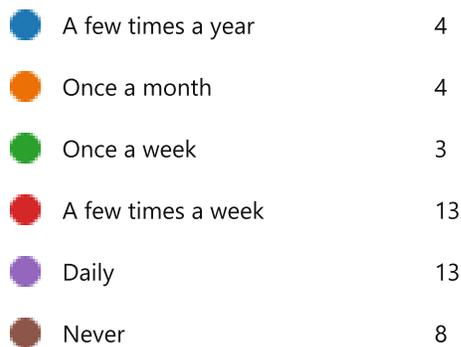 A few times a year 4
Once a month 4
Once a week 3
A few times a week 13
Daily 13
Never 8